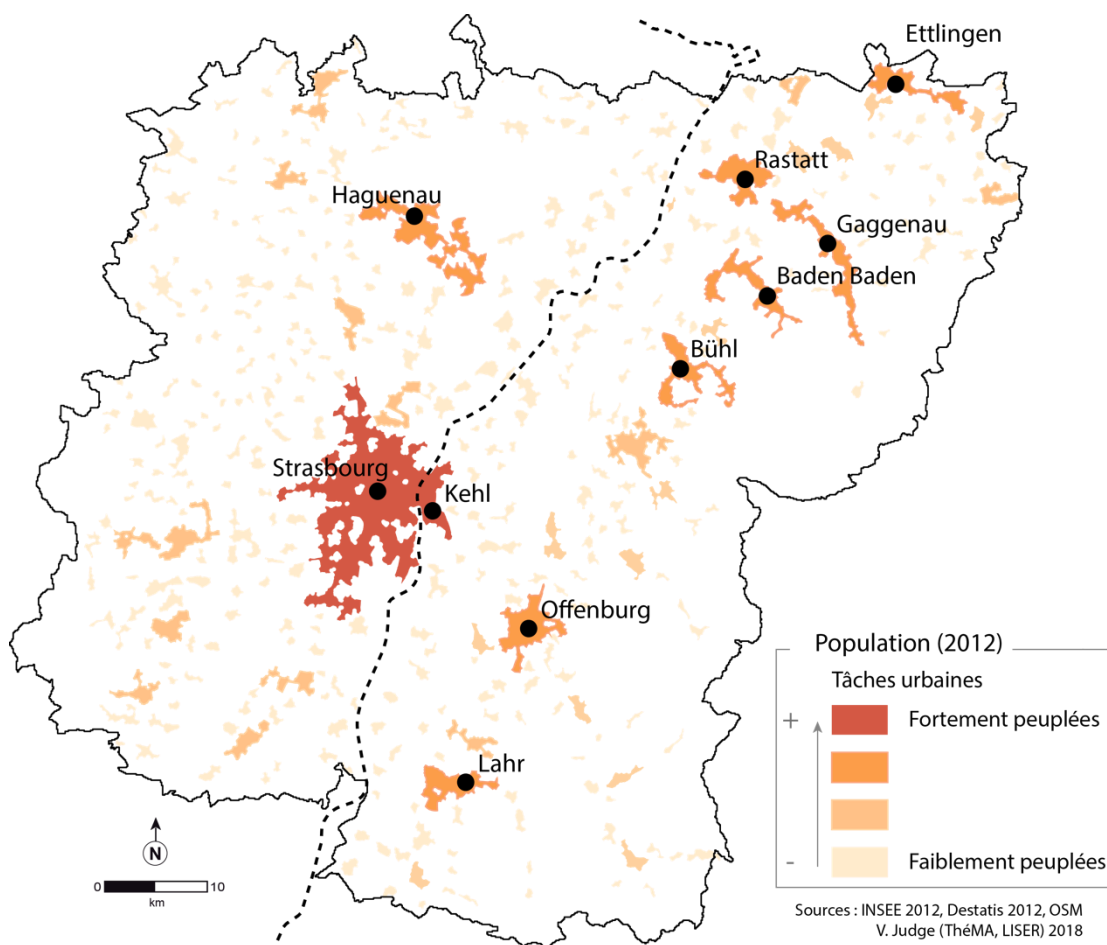 Ettlingen
Rastatt
Haguenau
Gaggenau
Baden Baden
Bühl
Strasbourg
Kehl
Offenburg
Lahr
Population (2012)
Tâches urbaines
+ Fortement peuplées
- Faiblement peuplées
N
0 10
km
Sources : INSEE 2012, Destatis 2012, OSM
V. Judge (ThéMA, LISER) 2018